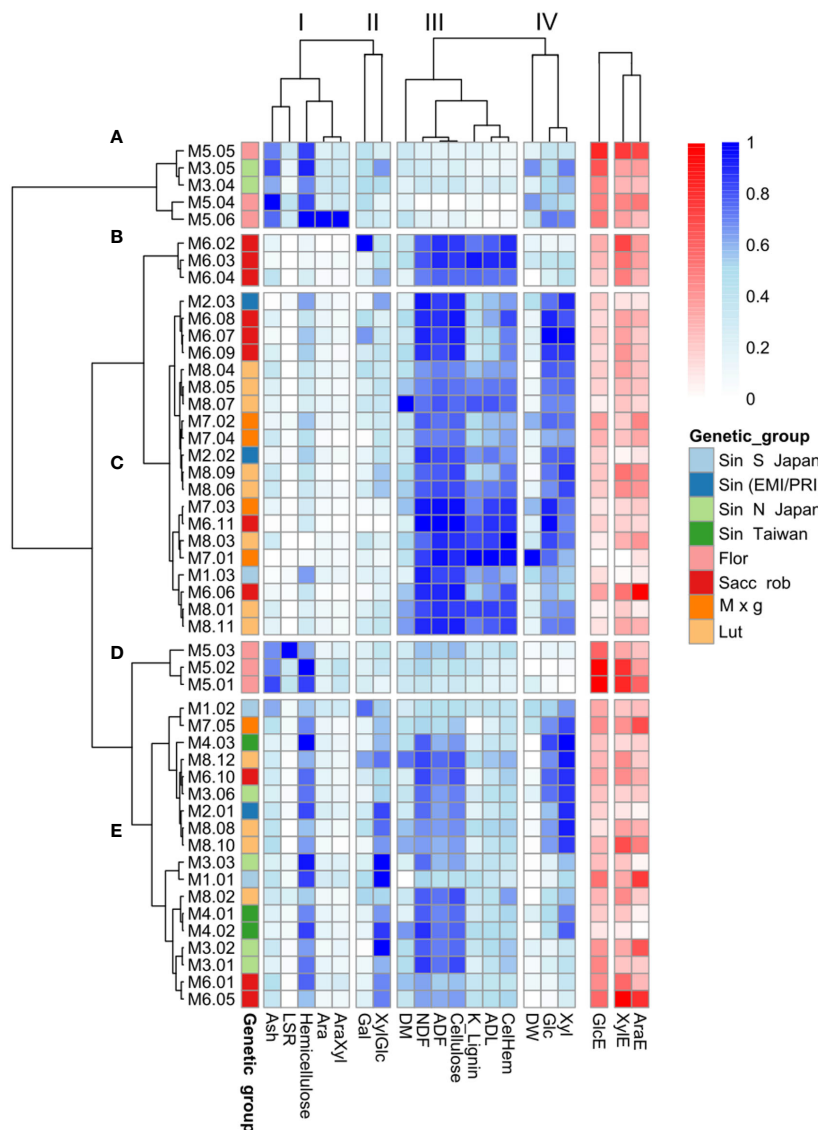 I II III IV
A
M5.05
M3.05
M3.04
M5.04
M5.06
B
M6.02
M6.03
M6.04
M2.03
M6.08
M6.07
M6.09
M8.04
M8.05
M8.07
M7.02
M7.04
C
M2.02
M8.09
M8.06
M7.03
M6.11
M8.03
M7.01
M1.03
M6.06
M8.01
M8.11
D
M5.03
M5.02
M5.01
M1.02
M7.05
M4.03
M8.12
M6.10
M3.06
M2.01
E
M8.08
M8.10
M3.03
M1.01
M8.02
M4.01
M4.02
M3.02
M3.01
M6.01
M6.05
Genetic group
Ash
LSR
Hemicellulose
Ara
AraXyl
Gal
XylGlc
DM
NDF
ADF
Cellulose
K_Lignin
ADL
CelHem
DW
Glc
Xyl
GlcE
XylE
AraE
1
0.8
0.6
0.4
0.2
0
Genetic_group
Sin S Japan
Sin (EMI/PRI
Sin N Japan
Sin Taiwan
Flor
Sacc rob
M x g
Lut